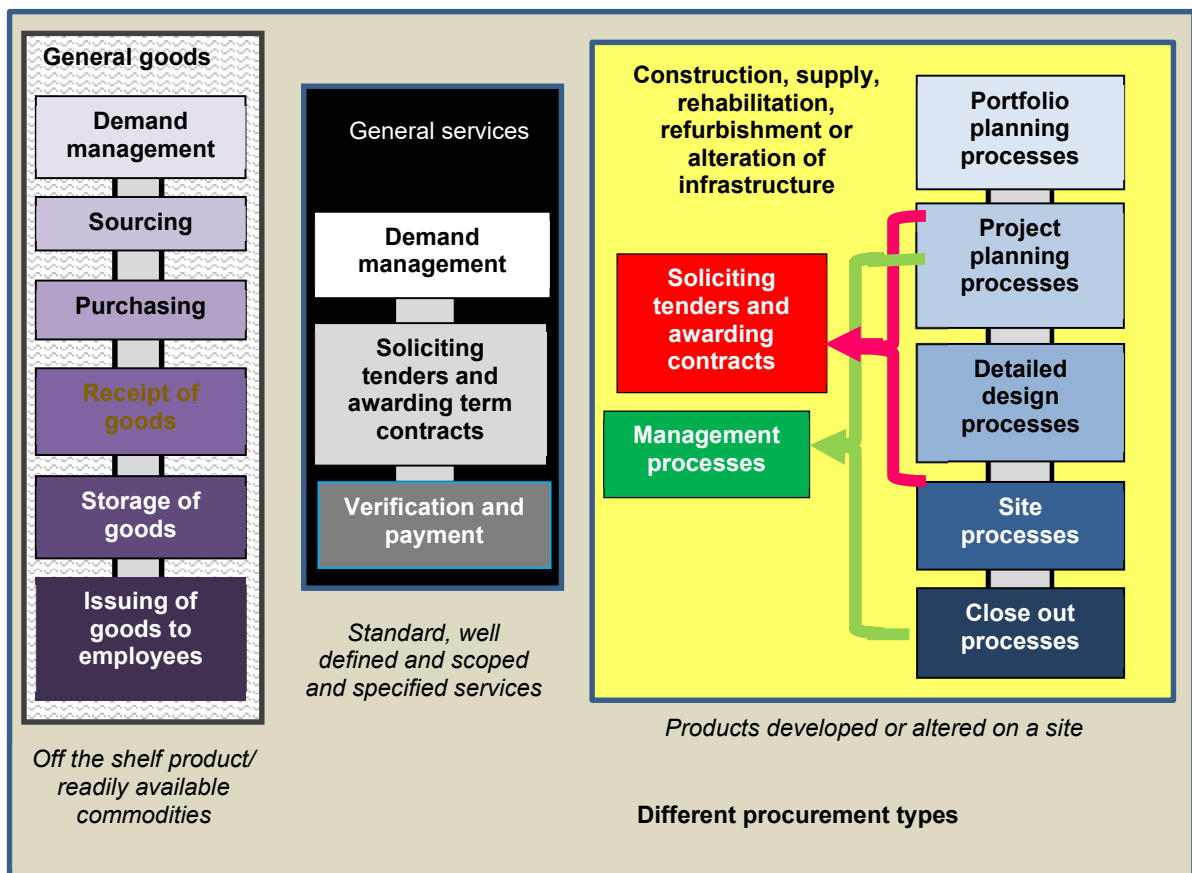 General goods
Demand
management
Sourcing
Purchasing
Receipt of
goods
Storage of
goods
Issuing of
goods to
employees
Off the shelf product/
readily available
commodities
General services
Demand
management
Soliciting
tenders and
awarding term
contracts
Verification and
payment
Standard, well
defined and scoped
and specified services
Construction, supply,
rehabilitation,
refurbishment or
alteration of
infrastructure
Soliciting
tenders and
awarding
contracts
Management
processes
Portfolio
planning
processes
Project
planning
processes
Detailed
design
processes
Site
processes
Close out
processes
Products developed or altered on a site
Different procurement types